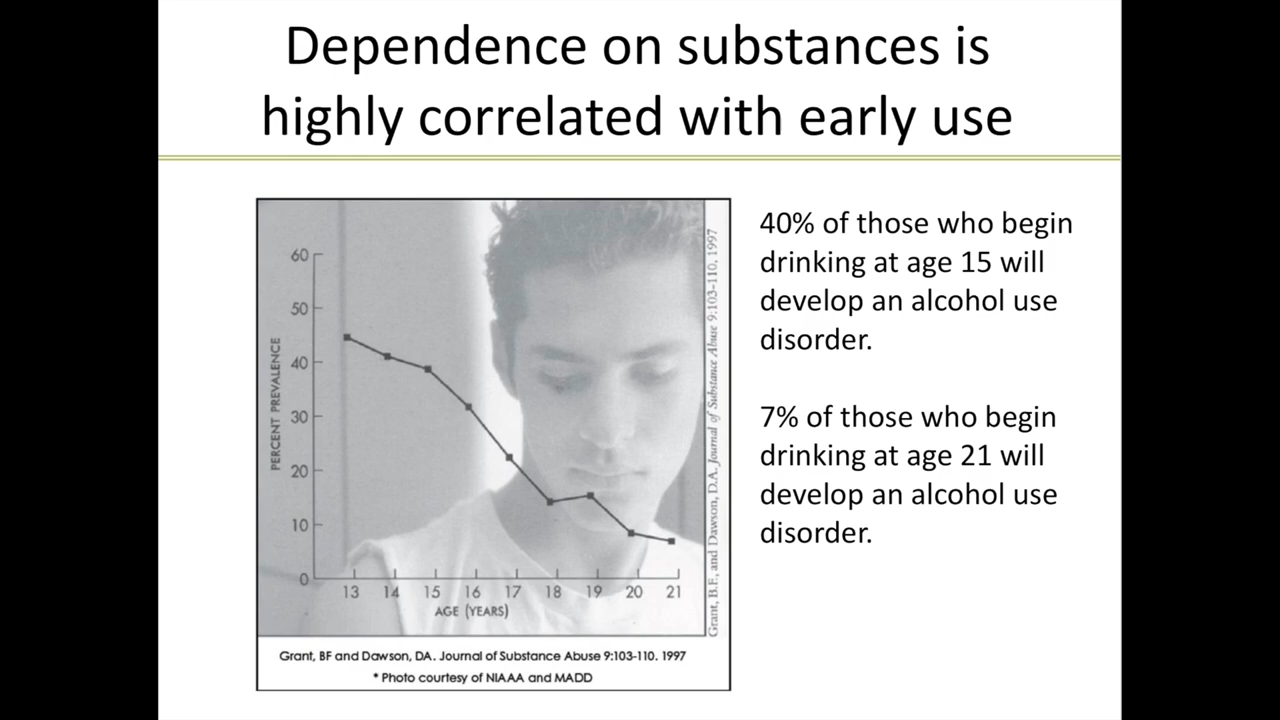 Dependence on substances is
highly correlated with early use
60
50
40
30
20
10
0
PERCENT PREVALENCE
13 14 15 16 17 18 19 20 21
AGE (YEARS)
Grant, B.F., and Dawson, D.A. Journal of Substance Abuse 9:103–110, 1997
Grant, BF and Dawson, DA. Journal of Substance Abuse 9:103-110. 1997
* Photo courtesy of NIAAA and MADD
40% of those who begin
drinking at age 15 will
develop an alcohol use
disorder.
7% of those who begin
drinking at age 21 will
develop an alcohol use
disorder.